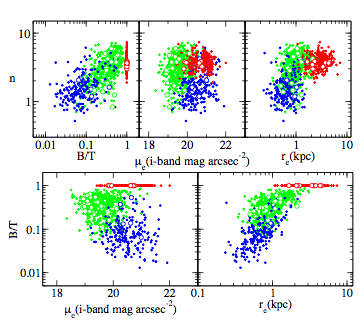 10
n
1
0.01 0.1 1 18 20 22 1 10
B/T μe(i-band mag arcsec-2) re(kpc)
1
B/T 0.1
0.01
18 20 22 0.1 1 10
μe(i-band mag arcsec-2) re(kpc)